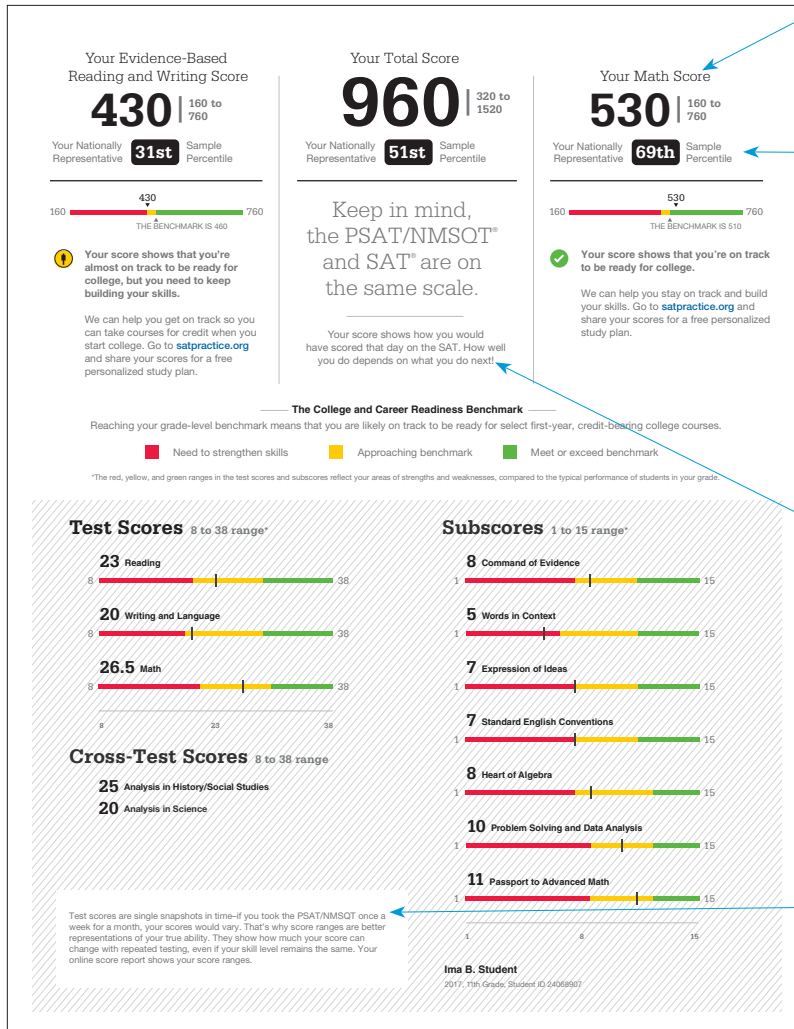 Your Evidence-Based
Reading and Writing Score
430 | 160 to
760
Your Nationally
Representative
31st
Sample
Percentile
430
160
760
THE BENCHMARK IS 460
Your score shows that you're
almost on track to be ready for
college, but you need to keep
building your skills.
We can help you get on track so you
can take courses for credit when you
start college. Go to satpractice.org
and share your scores for a free
personalized study plan.
Your Total Score
960 | 320 to
1520
Your Nationally
Representative
51st
Sample
Percentile
Keep in mind,
the PSAT/NMSQT®
and SAT® are on
the same scale.
Your score shows how you would
have scored that day on the SAT. How well
you do depends on what you do next!
Your Math Score
530 | 160 to
760
Your Nationally
Representative
69th
Sample
Percentile
530
160
760
THE BENCHMARK IS 510
Your score shows that you're on track
to be ready for college.
We can help you stay on track and build
your skills. Go to satpractice.org and
share your scores for a free personalized
study plan.
The College and Career Readiness Benchmark
Reaching your grade-level benchmark means that you are likely on track to be ready for select first-year, credit-bearing college courses.
Need to strengthen skills
Approaching benchmark
Meet or exceed benchmark
*The red, yellow, and green ranges in the test scores and subscores reflect your areas of strengths and weaknesses, compared to the typical performance of students in your grade.
Test Scores 8 to 38 range*
23 Reading
8 38
20 Writing and Language
8 38
26.5 Math
8 38
8 23 38
Cross-Test Scores 8 to 38 range
25 Analysis in History/Social Studies
20 Analysis in Science
Test scores are single snapshots in time–if you took the PSAT/NMSQT once a
week for a month, your scores would vary. That's why score ranges are better
representations of your true ability. They show how much your score can
change with repeated testing, even if your skill level remains the same. Your
online score report shows your score ranges.
Subscores 1 to 15 range*
8 Command of Evidence
1 15
5 Words in Context
1 15
7 Expression of Ideas
1 15
7 Standard English Conventions
1 15
8 Heart of Algebra
1 15
10 Problem Solving and Data Analysis
1 15
11 Passport to Advanced Math
1 15
1 8 15
Ima B. Student
2017, 11th Grade, Student ID 24068907